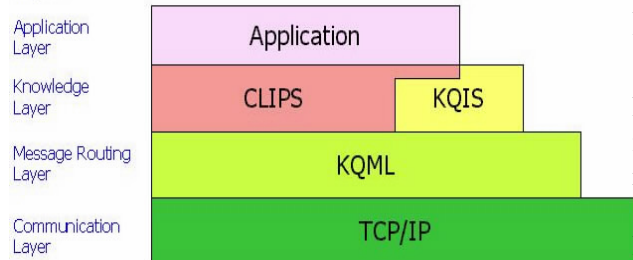 Application
Layer
Application
Knowledge
Layer
CLIPS
KQIS
Message Routing
Layer
KQML
Communication
Layer
TCP/IP